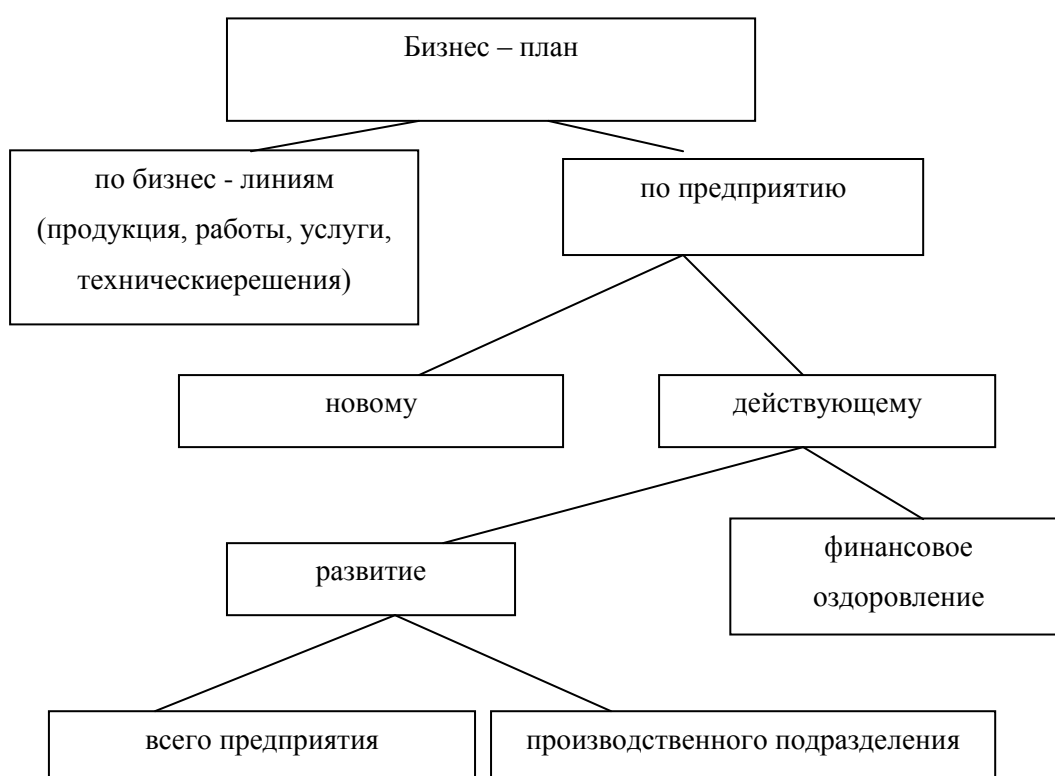 Бизнес – план
по бизнес - линиям
(продукция, работы, услуги,
техническиерешения)
по предприятию
новому
действующему
развитие
финансовое
оздоровление
всего предприятия
производственного подразделения